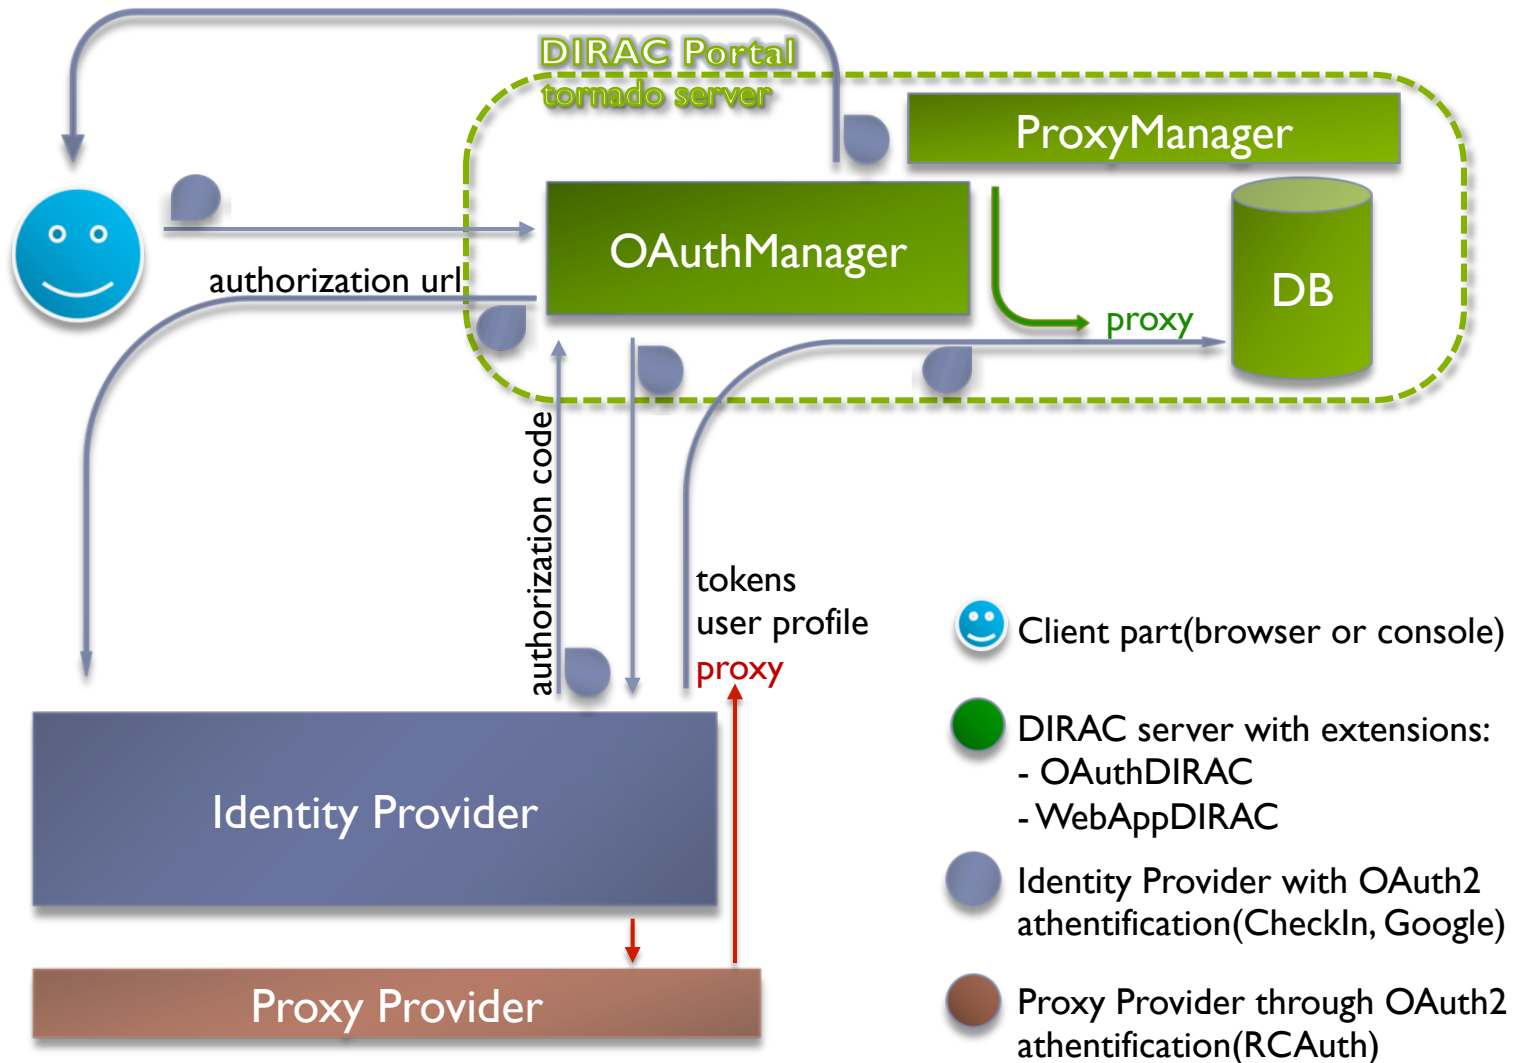 DIRAC Portal
tornado server
ProxyManager
OAuthManager
DB
authorization url
proxy
authorization code
tokens
user profile
proxy
Identity Provider
Proxy Provider
Client part(browser or console)
DIRAC server with extensions:
- OAuthDIRAC
- WebAppDIRAC
Identity Provider with OAuth2
athentification(CheckIn, Google)
Proxy Provider through OAuth2
athentification(RCAuth)